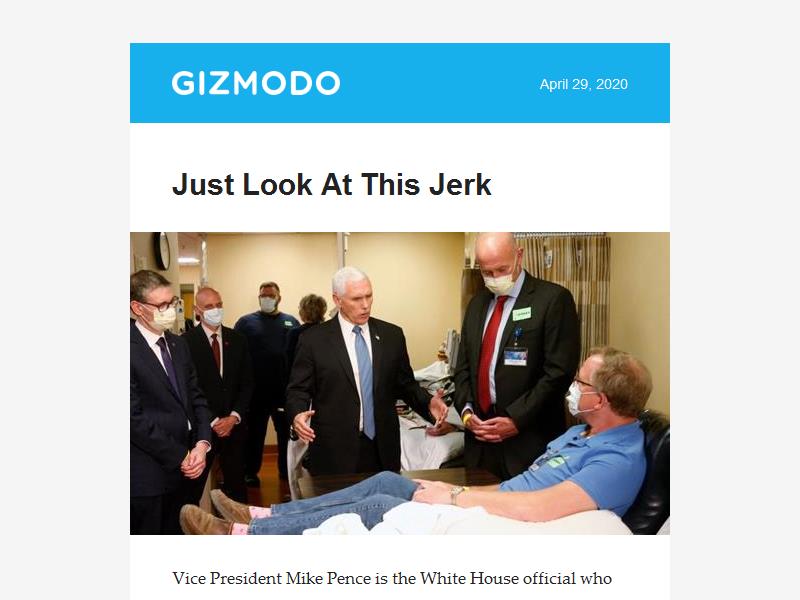 GIZMODO
April 29, 2020
Just Look At This Jerk
Vice President Mike Pence is the White House official who